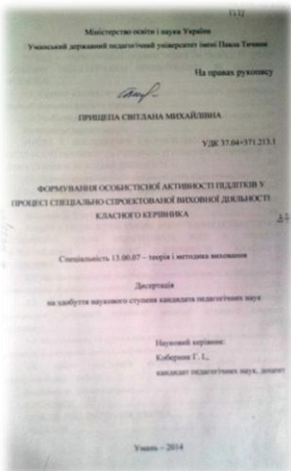 Міністерство освіти і науки України
Уманський державний педагогічний університет імені Павла Тичини
На правах рукопису
ПРИЩЕПА СВІТЛАНА МИХАЙЛІВНА
УДК 37.04+371.213.1
ФОРМУВАННЯ ОСОБИСТІСНОЇ АКТИВНОСТІ ПІДЛІТКІВ У
ПРОЦЕСІ СПЕЦІАЛЬНО СПРОЕКТОВАНОЇ ВИХОВНОЇ ДІЯЛЬНОСТІ
КЛАСНОГО КЕРІВНИКА
Спеціальність 13.00.07 – теорія і методика виховання
Дисертація
на здобуття наукового ступеня кандидата педагогічних наук
Науковий керівник:
Коберник Г. І.,
кандидат педагогічних наук, доцент
Умань – 2014